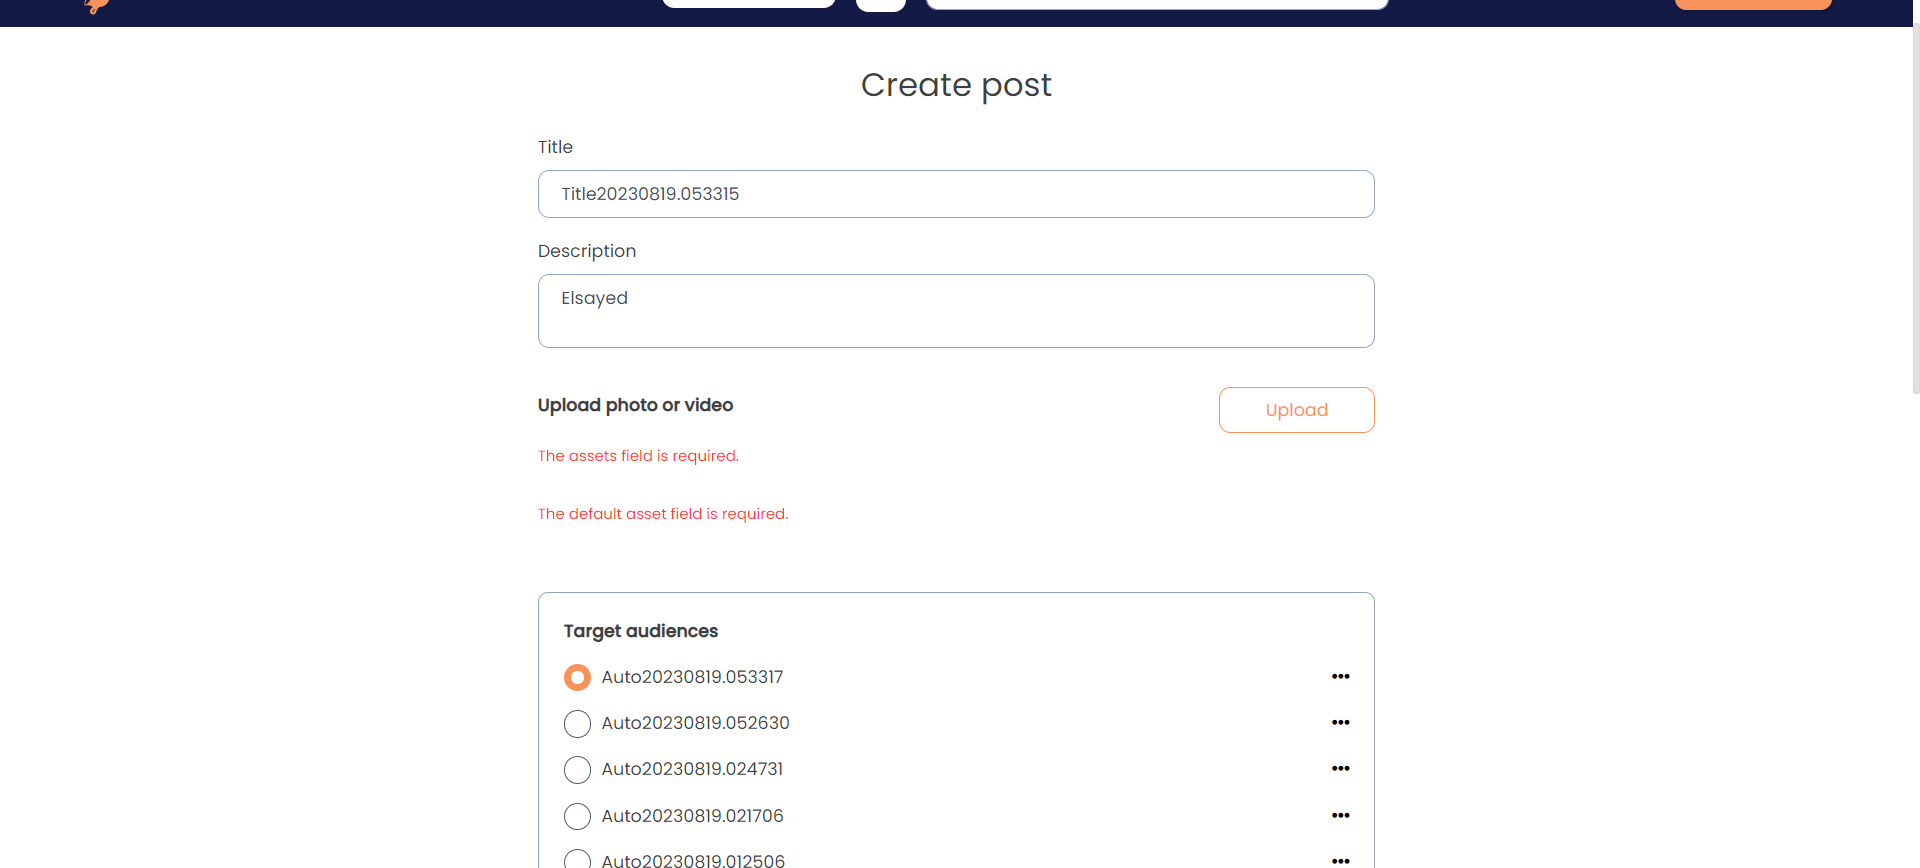 Create post
Title
Title20230819.053315
Description
Elsayed
Upload photo or video
Upload
The assets field is required.
The default asset field is required.
Target audiences
Auto20230819.053317
Auto20230819.052630
Auto20230819.024731
Auto20230819.021706
Auto20230819.012506